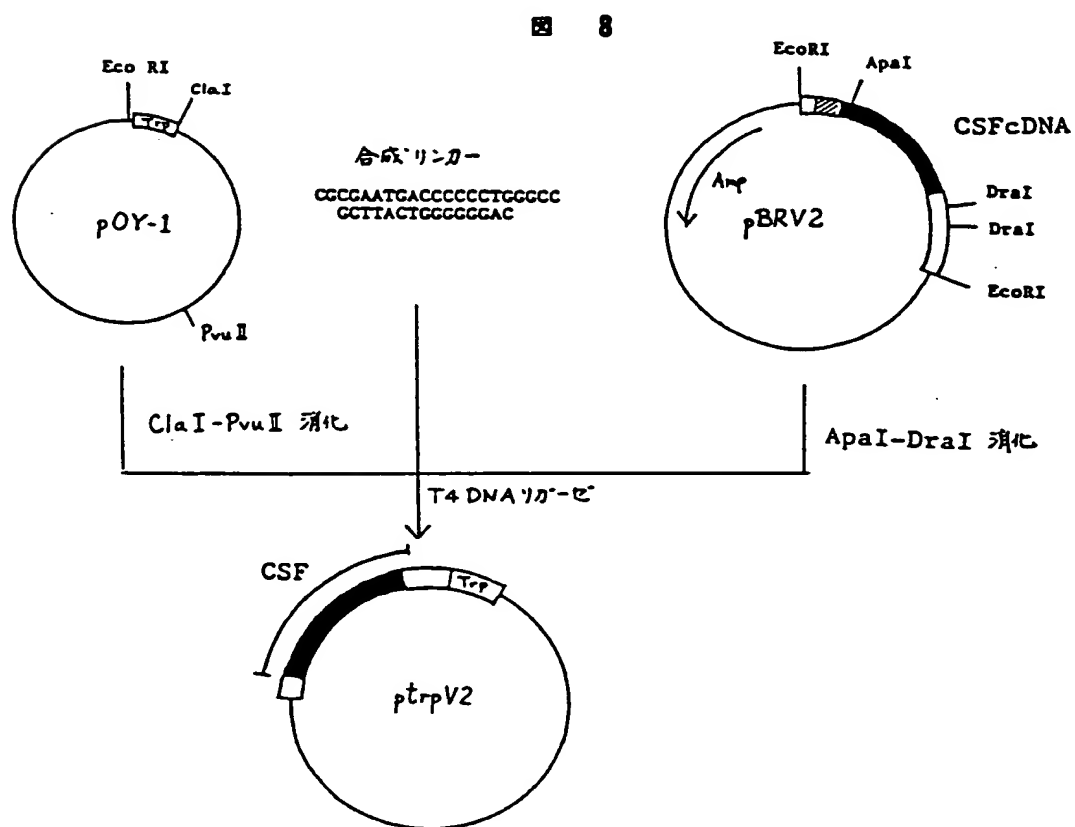 図 8
Eco RI
ClaI
Trp
pOY-1
PvuⅡ
合成リンカー
CGCGAATGACCCCCCTGGGCC
GCTTACTGGGGGGAC
EcoRI
ApaI
CSFcDNA
Amp
pBRV2
DraI
DraI
EcoRI
ClaI-PvuⅡ 消化
ApaI-DraI 消化
T4 DNAリガーゼ
CSF
Trp
ptrpV2